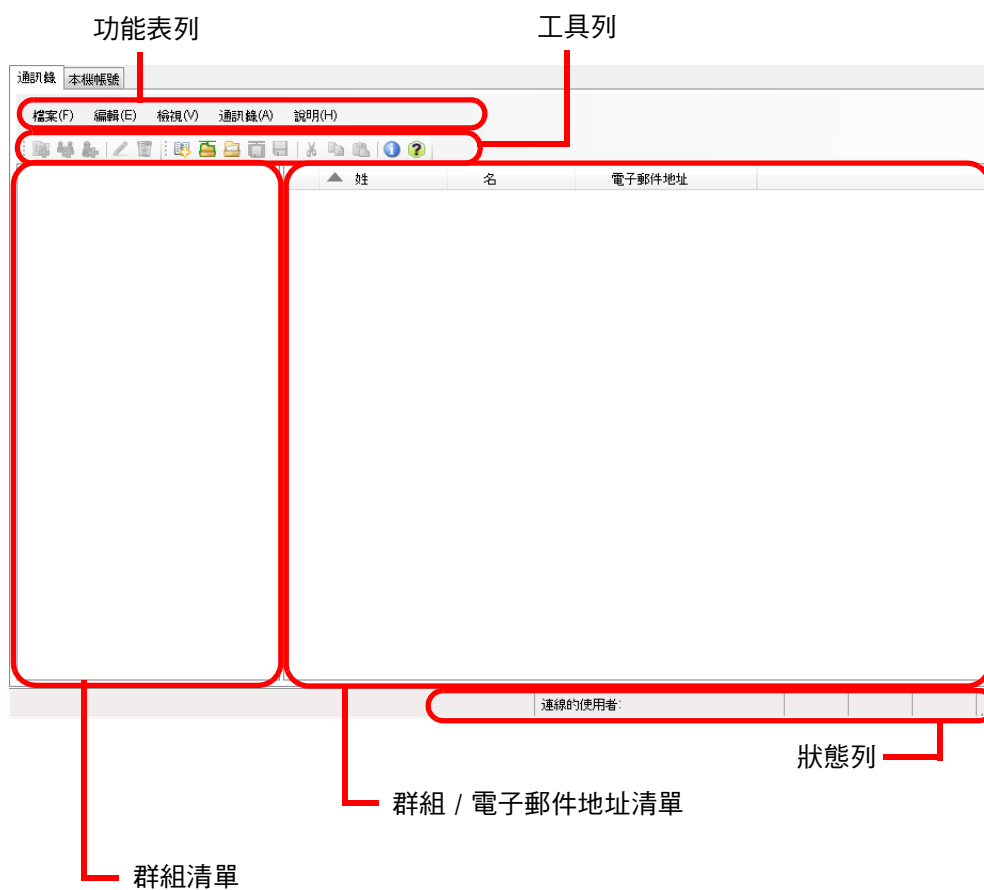 功能表列
工具列
通訊錄 本機帳號
檔案(F) 編輯(E) 檢視(V) 通訊錄(A) 說明(H)
姓 名 電子郵件地址
連線的使用者:
狀態列
群組 / 電子郵件地址清單
群組清單